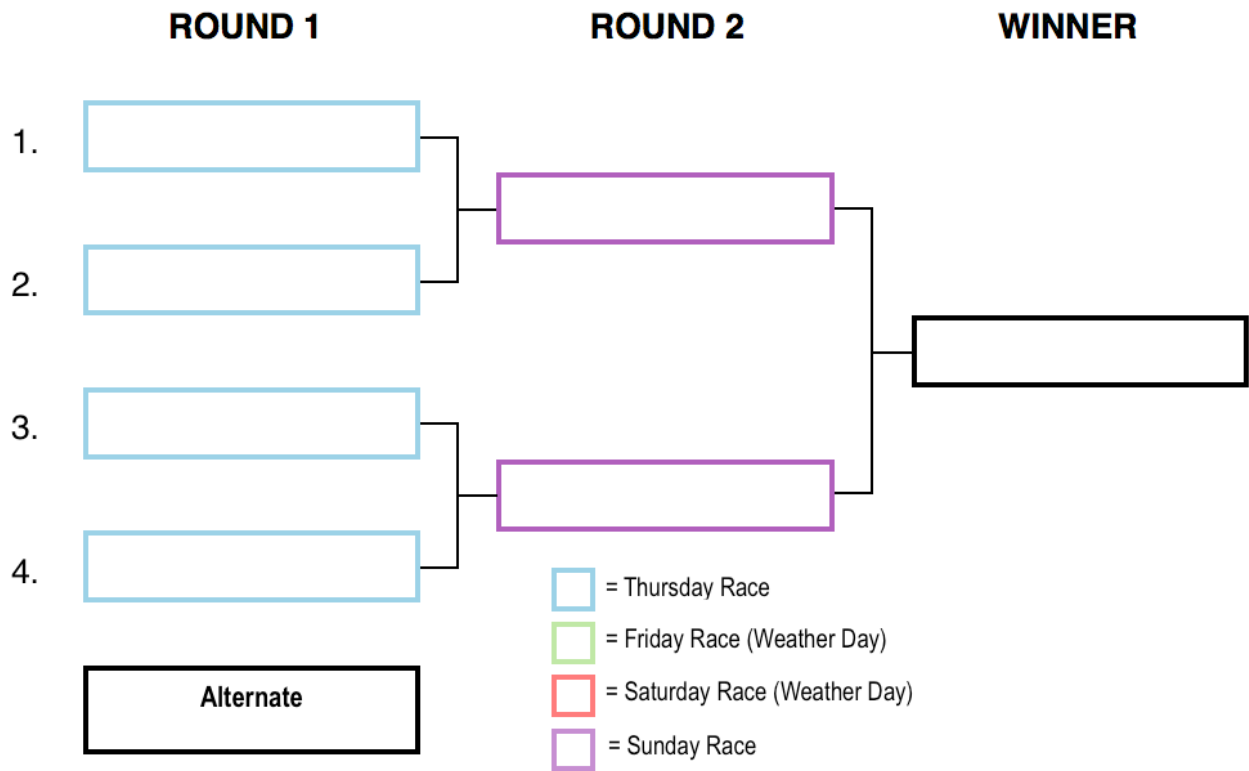 ROUND 1
ROUND 2
WINNER
1.
2.
3.
4.
Alternate
= Thursday Race
= Friday Race (Weather Day)
= Saturday Race (Weather Day)
= Sunday Race